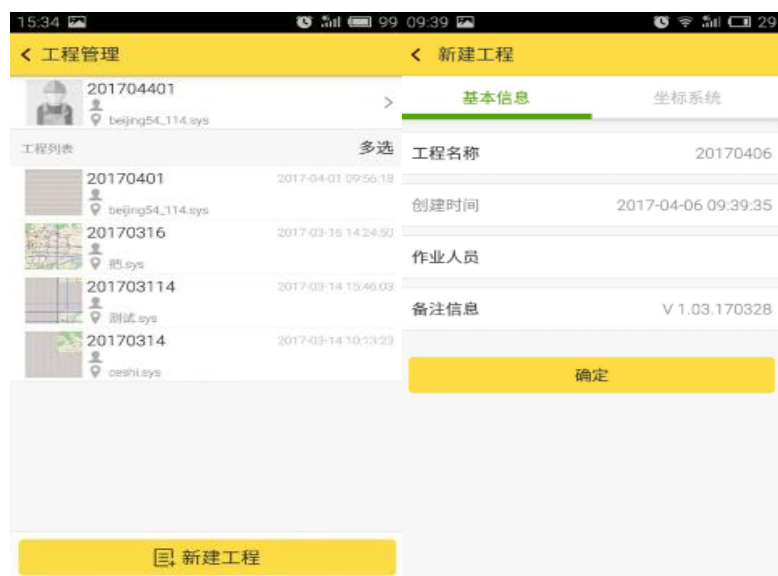 15:34
99
工程管理
201704401
beijing54_114.sys
工程列表
多选
20170401
2017-04-01 09:56:18
beijing54_114.sys
20170316
2017-03-16 14:24:50
把.sys
201703114
2017-03-14 15:46:03
测试.sys
20170314
2017-03-14 10:13:23
ceshi.sys
新建工程
09:39
29
新建工程
基本信息
坐标系统
工程名称
20170406
创建时间
2017-04-06 09:39:35
作业人员
备注信息
V 1.03.170328
确定